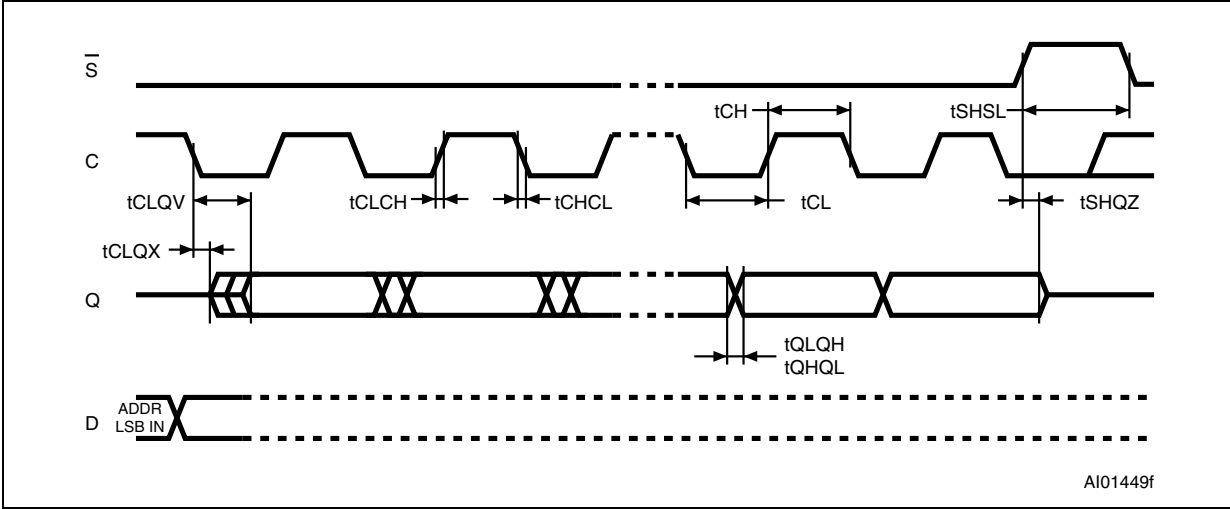 S̅
tCH
tSHSL
C
tCLQV
tCLCH
tCHCL
tCL
tSHQZ
tCLQX
Q
tQLQH
tQHQL
D
ADDR
LSB IN
AI01449f